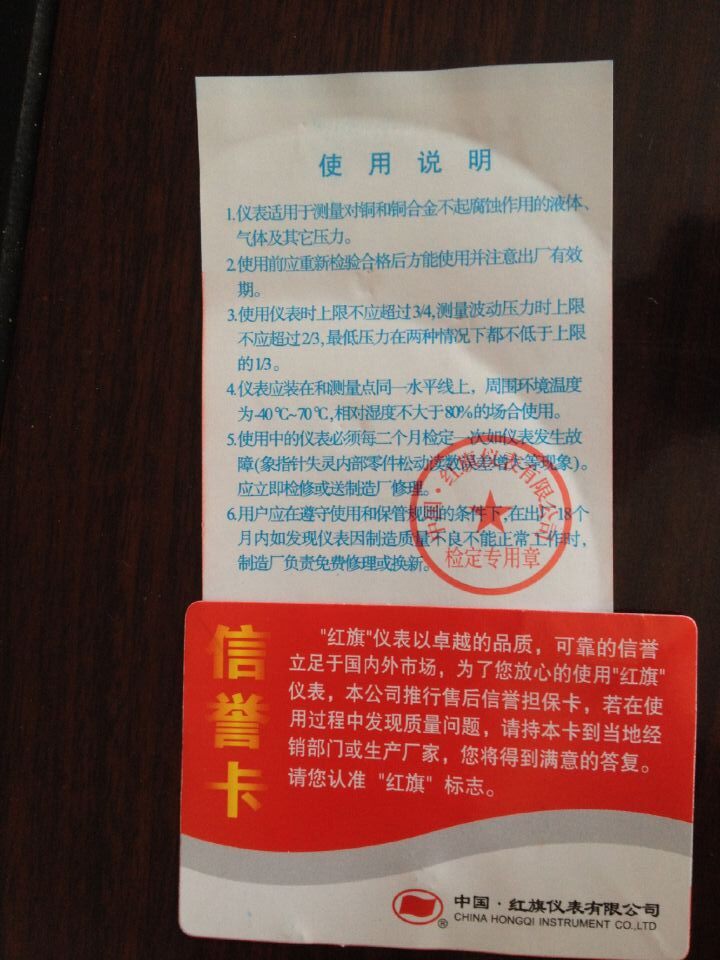 使用说明
1.仪表适用于测量对铜和铜合金不起腐蚀作用的液体、
气体及其它压力。
2.使用前应重新检验合格后方能使用并注意出厂有效
期。
3.使用仪表时上限不应超过3/4,测量波动压力时上限
不应超过2/3,最低压力在两种情况下都不低于上限
的1/3。
4.仪表应装在和测量点同一水平线上，周围环境温度
为-40℃~70℃,相对湿度不大于80%的场合使用。
5.使用中的仪表必须每二个月检定一次如仪表发生故
障(象指针失灵内部零件松动读数误差增大等现象)。
应立即检修或送制造厂修理。
6.用户应在遵守使用和保管规则的条件下,在出厂18个
月内如发现仪表因制造质量不良不能正常工作时,
制造厂负责免费修理或换新。
中国·红旗仪表有限公司
检定专用章
信誉卡
"红旗"仪表以卓越的品质，可靠的信誉
立足于国内外市场，为了您放心的使用"红旗"
仪表，本公司推行售后信誉担保卡，若在使
用过程中发现质量问题，请持本卡到当地经
销部门或生产厂家，您将得到满意的答复。
请您认准 "红旗" 标志。
®
中国·红旗仪表有限公司
CHINA HONGQI INSTRUMENT CO.,LTD